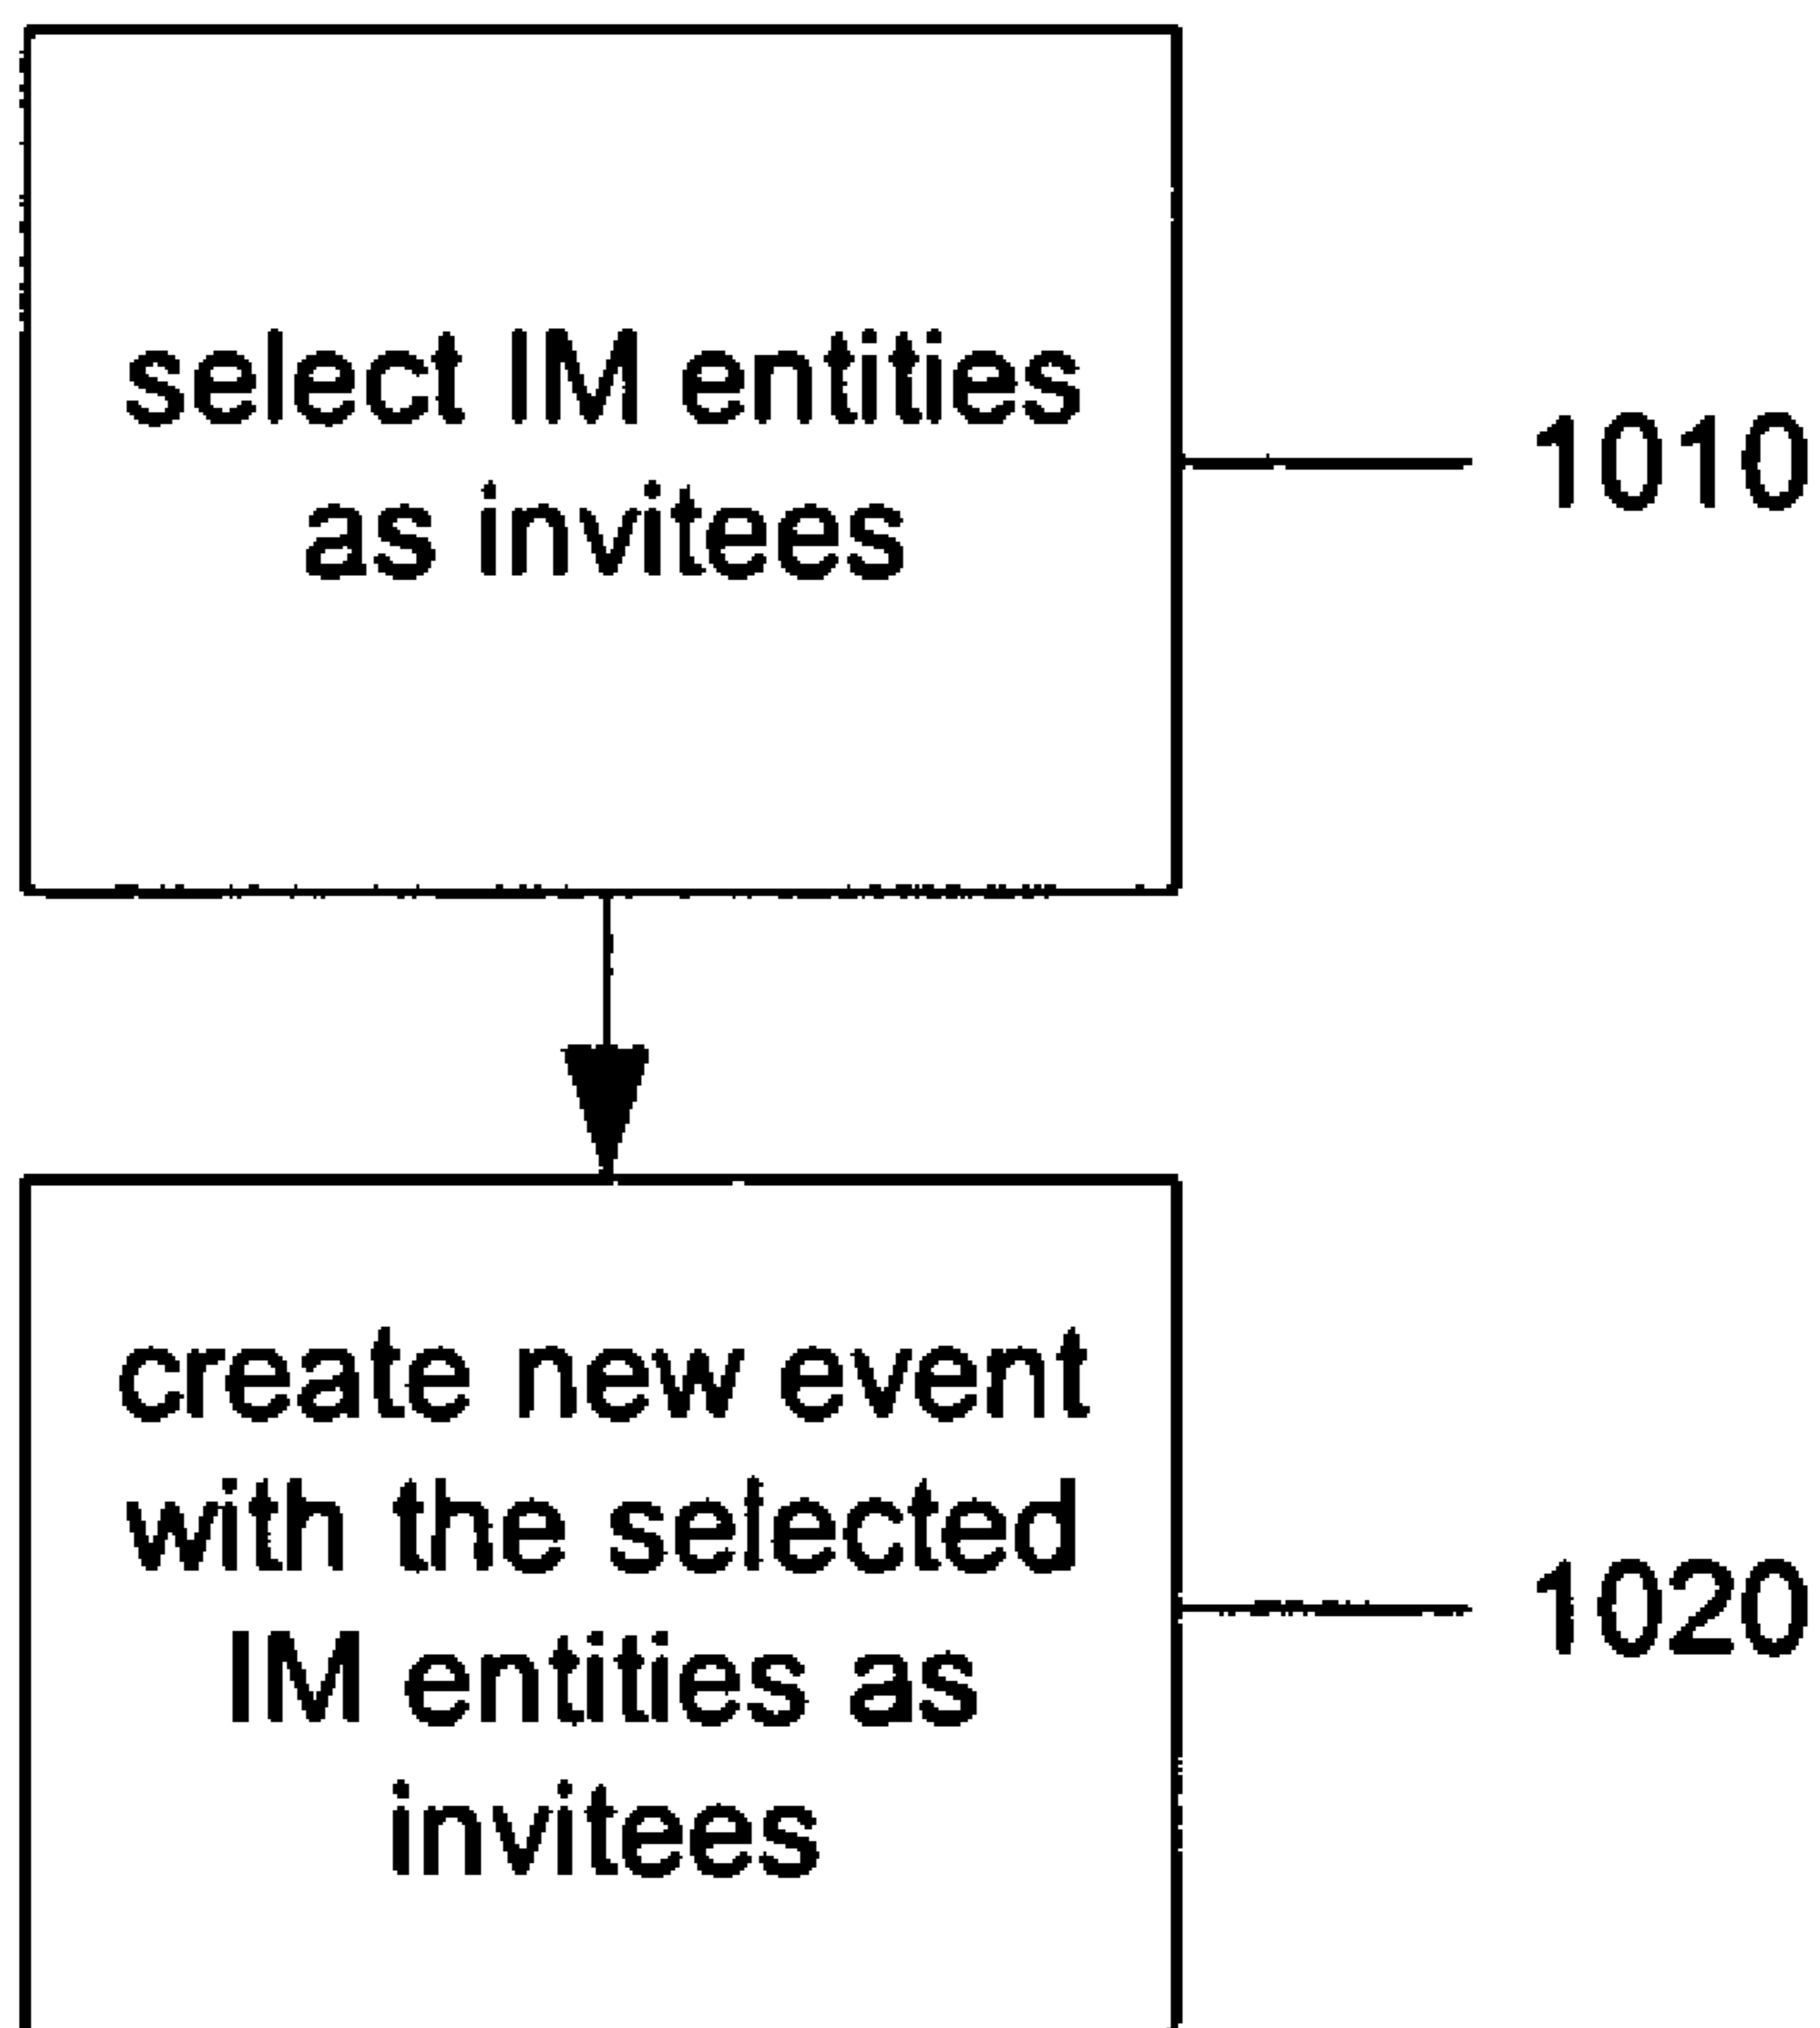 select IM entities
as invitees
1010
create new event
with the selected
IM entities as
invitees
1020